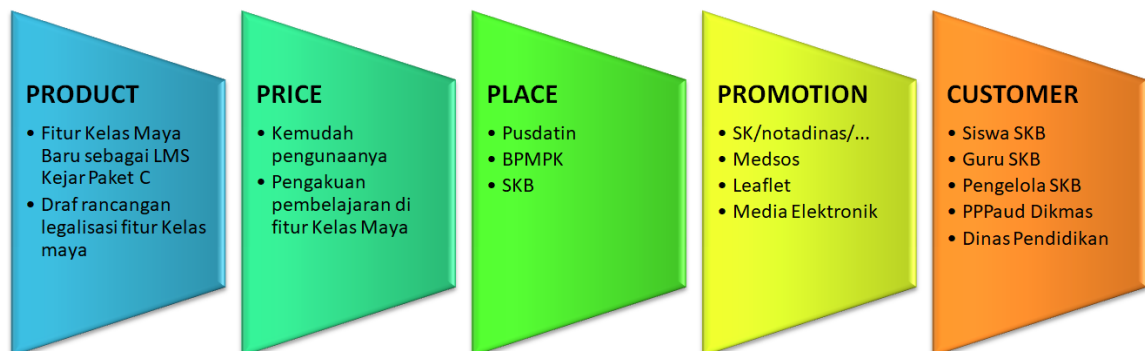 PRODUCT
• Fitur Kelas Maya
Baru sebagai LMS
Kejar Paket C
• Draf rancangan
legalisasi fitur Kelas
maya
PRICE
• Kemudah
pengunaanya
• Pengakuan
pembelajaran di
fitur Kelas Maya
PLACE
• Pusdatin
• BPMPK
• SKB
PROMOTION
• SK/notadinas/...
• Medsos
• Leaflet
• Media Elektronik
CUSTOMER
• Siswa SKB
• Guru SKB
• Pengelola SKB
• PPPaud Dikmas
• Dinas Pendidikan